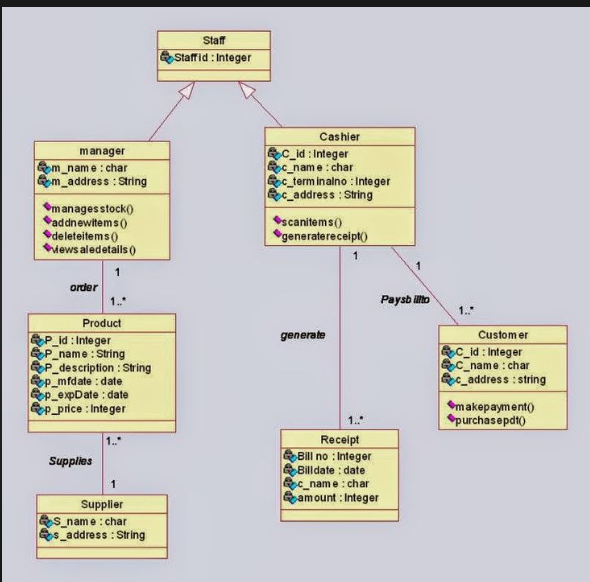 Staff
Staffid : Integer
manager
m_name : char
m_address : String
managesstock()
addnewitems()
deleteitems()
viewsaledetails()
Cashier
C_id : Integer
c_name : char
c_terminalno : Integer
c_address : String
scanitems()
generatereceipt()
1
order
1..*
1
generate
1..*
1
Paysbillto
1..*
Product
P_id : Integer
P_name : String
P_description : String
p_mfdate : date
p_expDate : date
p_price : Integer
Customer
C_id : Integer
C_name : char
c_address : string
makepayment()
purchasepdt()
1..*
Supplies
1
Receipt
Bill no : Integer
Billdate : date
c_name : char
amount : Integer
Supplier
S_name : char
s_address : String